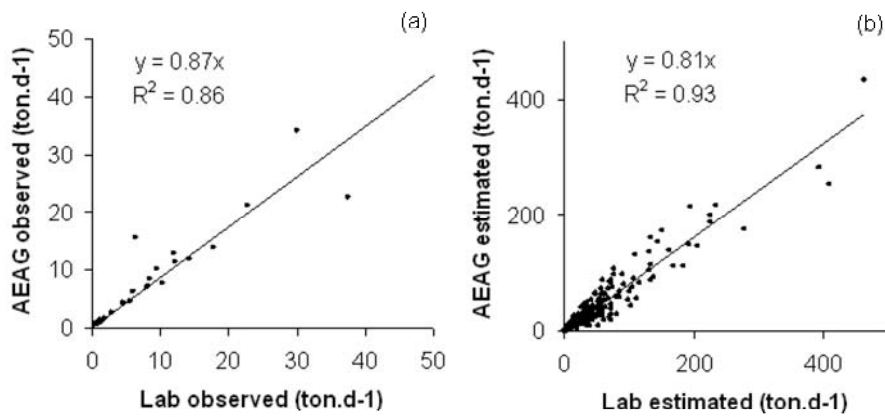 (a)
50
40
30
20
10
0
y = 0.87x
R² = 0.86
AEAG observed (ton.d-1)
0 10 20 30 40 50
Lab observed (ton.d-1)
(b)
400
200
0
y = 0.81x
R² = 0.93
AEAG estimated (ton.d-1)
0 200 400
Lab estimated (ton.d-1)